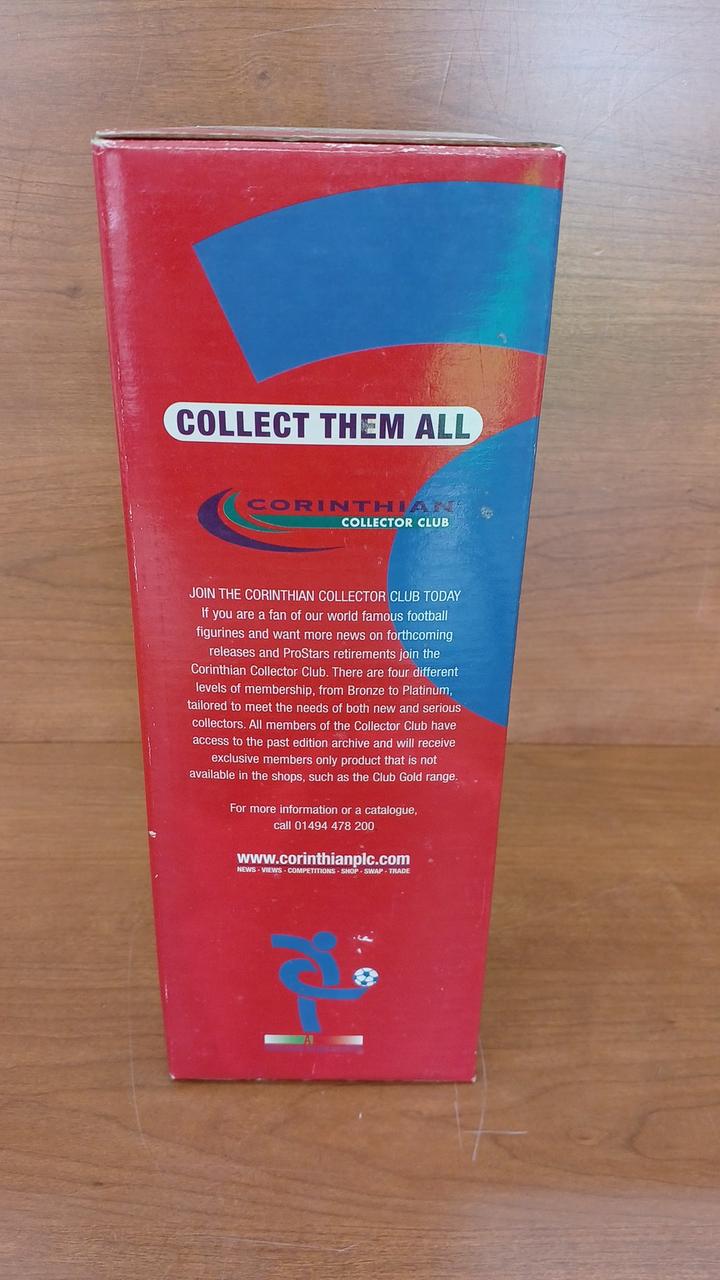 COLLECT THEM ALL
CORINTHIAN
COLLECTOR CLUB
JOIN THE CORINTHIAN COLLECTOR CLUB TODAY
If you are a fan of our world famous football
figurines and want more news on forthcoming
releases and ProStars retirements join the
Corinthian Collector Club. There are four different
levels of membership, from Bronze to Platinum,
tailored to meet the needs of both new and serious
collectors. All members of the Collector Club have
access to the past edition archive and will receive
exclusive members only product that is not
available in the shops, such as the Club Gold range.
For more information or a catalogue,
call 01494 478 200
www.corinthianplc.com
NEWS - VIEWS - COMPETITIONS - SHOP - SWAP - TRADE